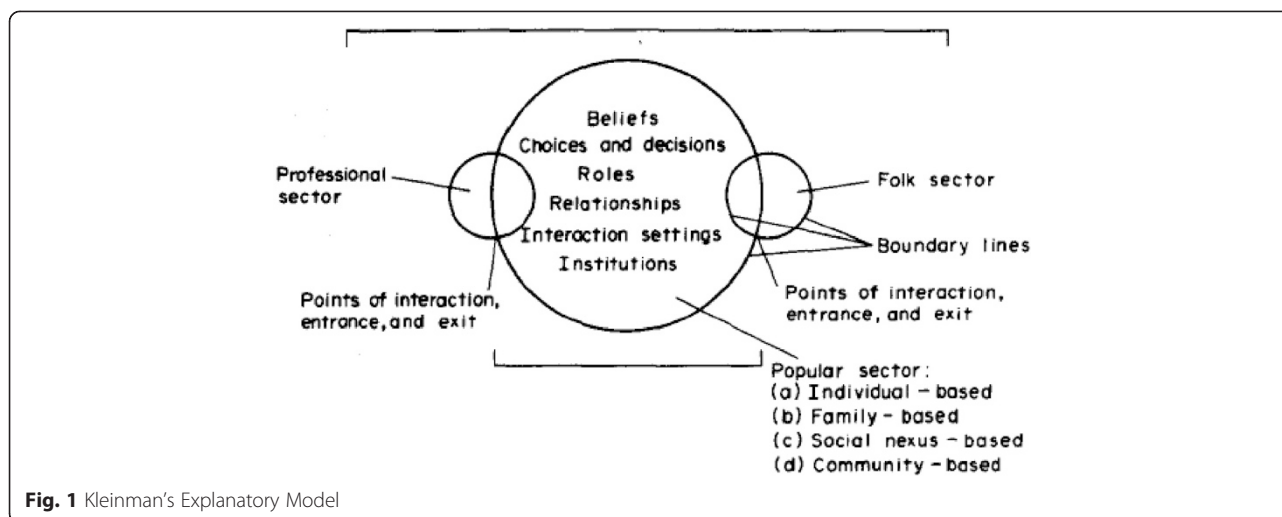 Beliefs
Choices and decisions
Roles
Relationships
Interaction settings
Institutions
Professional
sector
Folk sector
Boundary lines
Points of interaction,
entrance, and exit
Points of interaction,
entrance, and exit
Popular sector:
(a) Individual - based
(b) Family - based
(c) Social nexus - based
(d) Community - based
Fig. 1 Kleinman's Explanatory Model